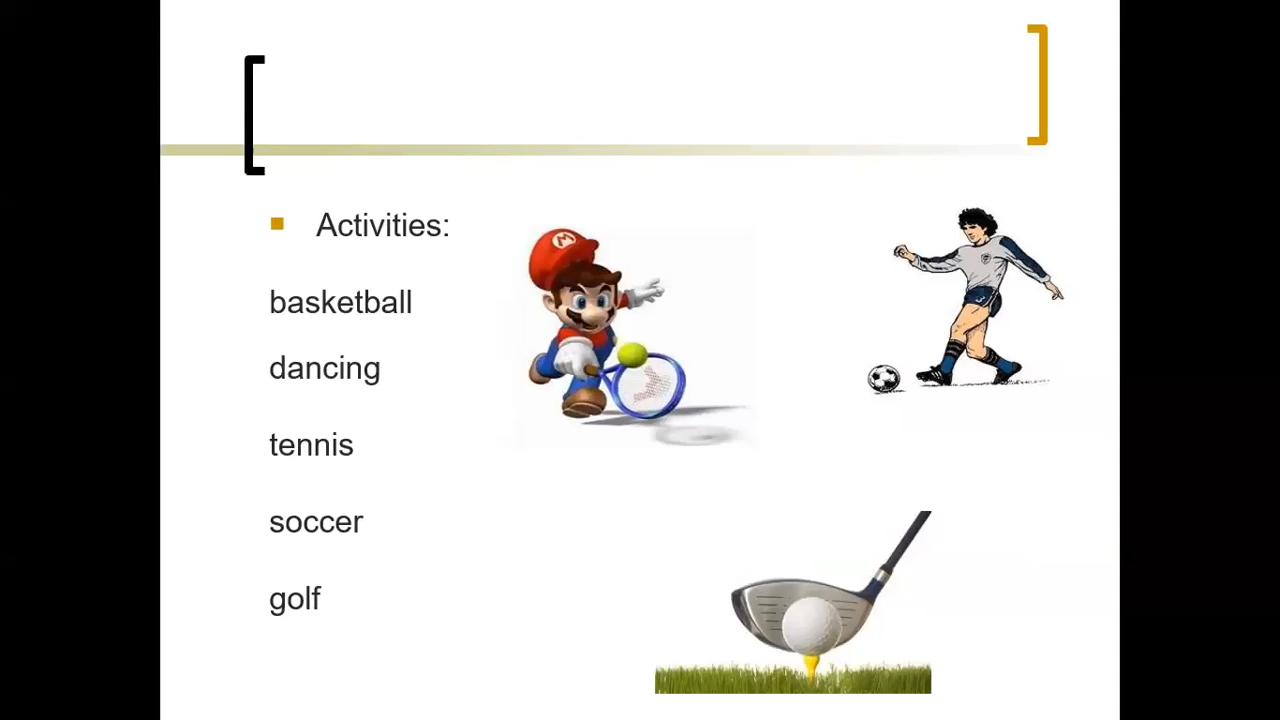 Activities:
basketball
dancing
tennis
soccer
golf
M